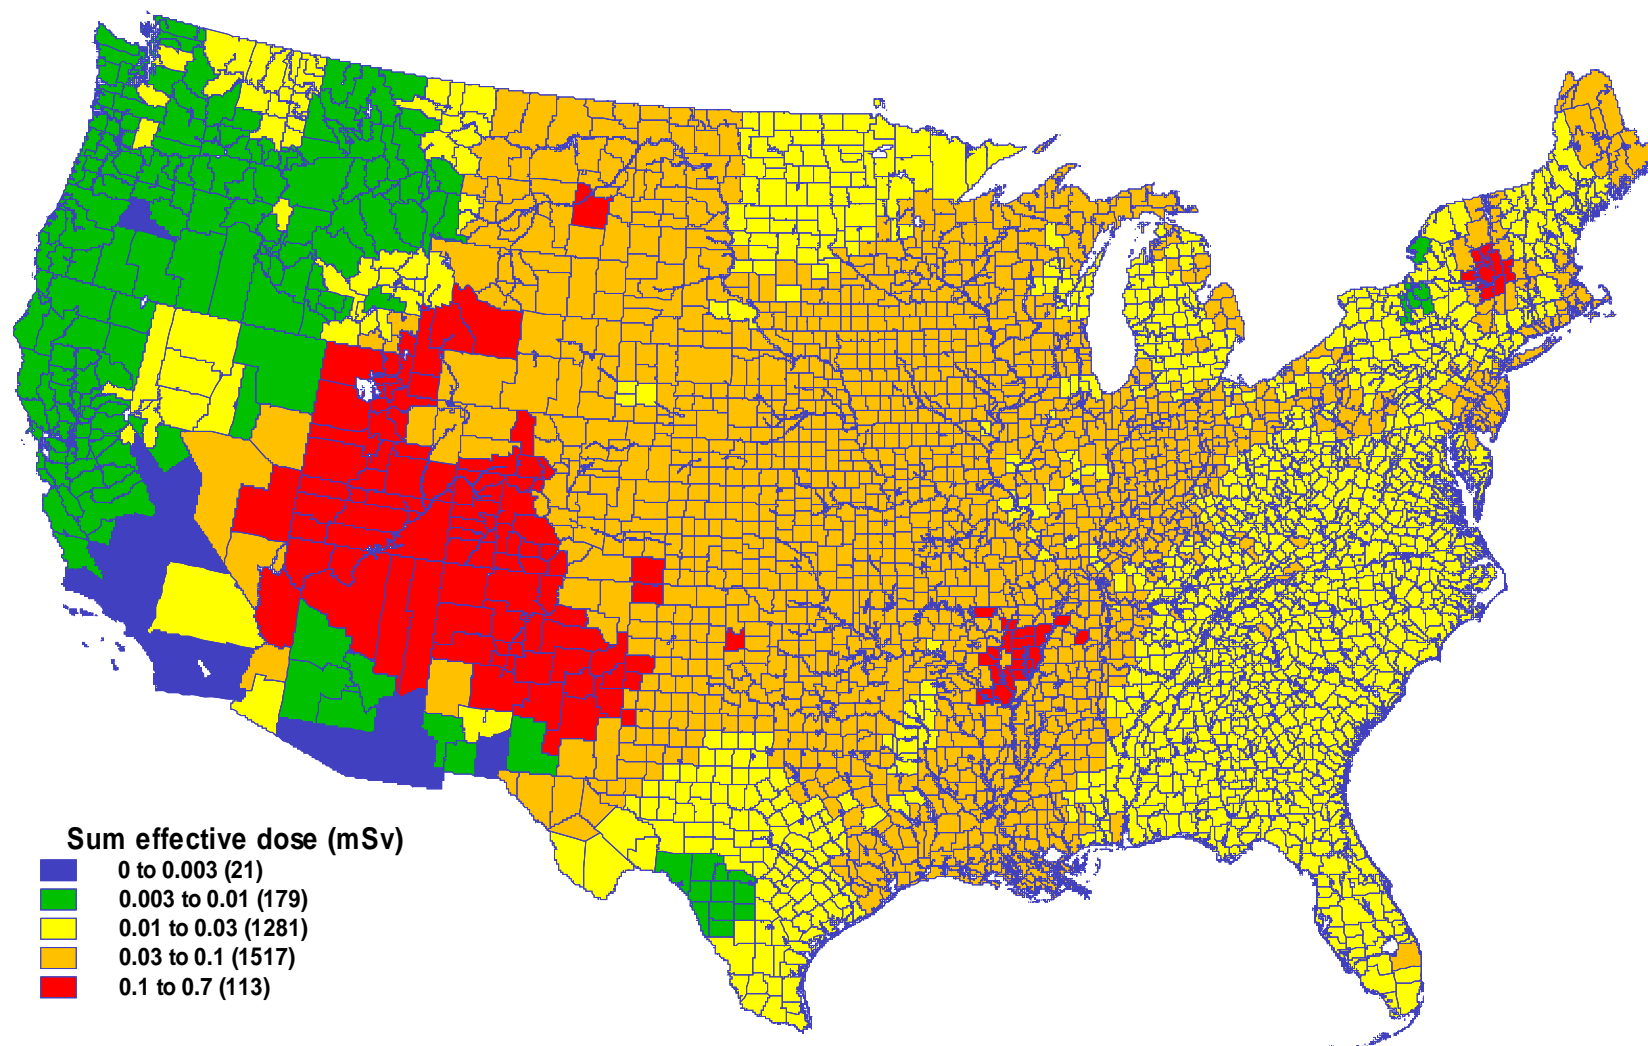 Sum effective dose (mSv)
0 to 0.003 (21)
0.003 to 0.01 (179)
0.01 to 0.03 (1281)
0.03 to 0.1 (1517)
0.1 to 0.7 (113)